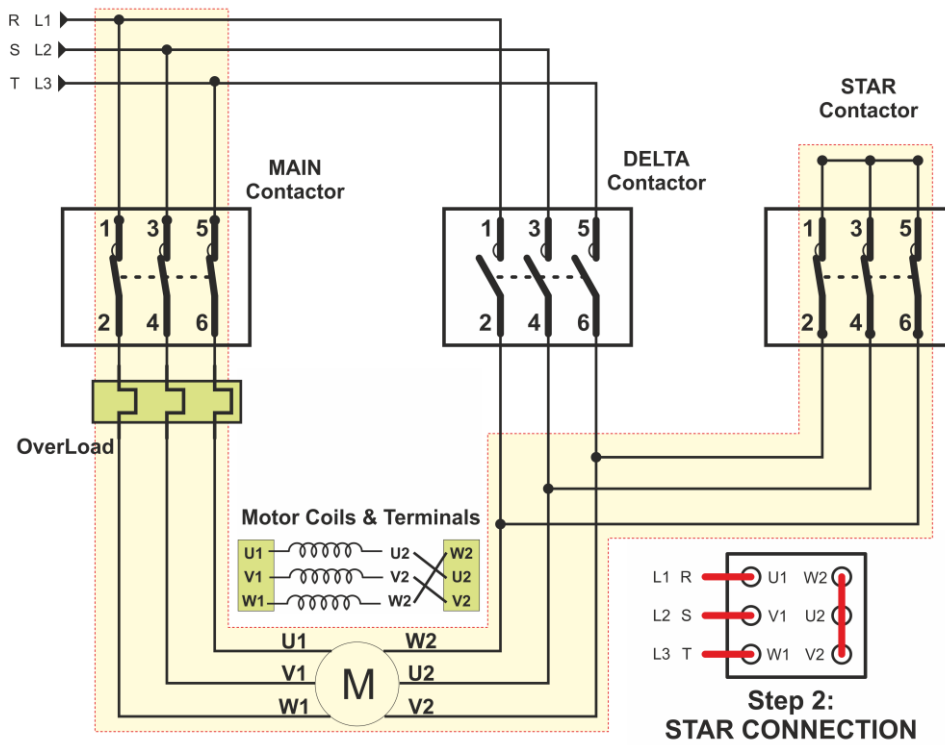 R L1
S L2
T L3
MAIN
Contactor
DELTA
Contactor
STAR
Contactor
1 3 5
2 4 6
1 3 5
2 4 6
1 3 5
2 4 6
OverLoad
Motor Coils & Terminals
U1 U2 W2
V1 V2 U2
W1 W2 V2
U1 W2
V1 M U2
W1 V2
L1 R U1 W2
L2 S V1 U2
L3 T W1 V2
Step 2:
STAR CONNECTION